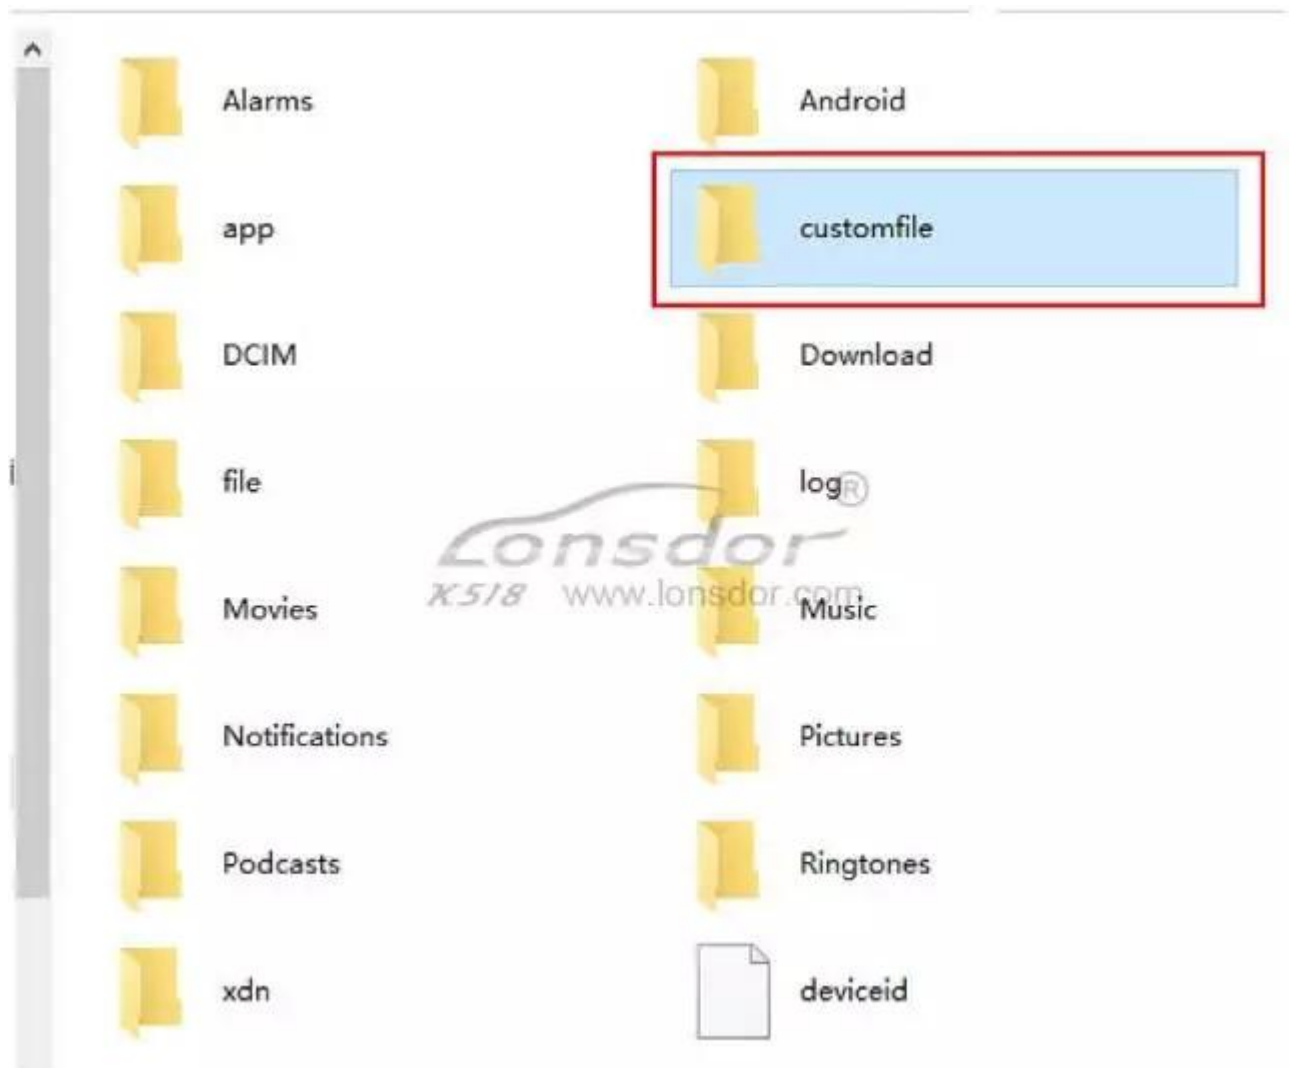 Alarms
Android
app
customfile
DCIM
Download
file
log
Lonsdor®
K518 www.lonsdor.com
Movies
Music
Notifications
Pictures
Podcasts
Ringtones
xdn
deviceid